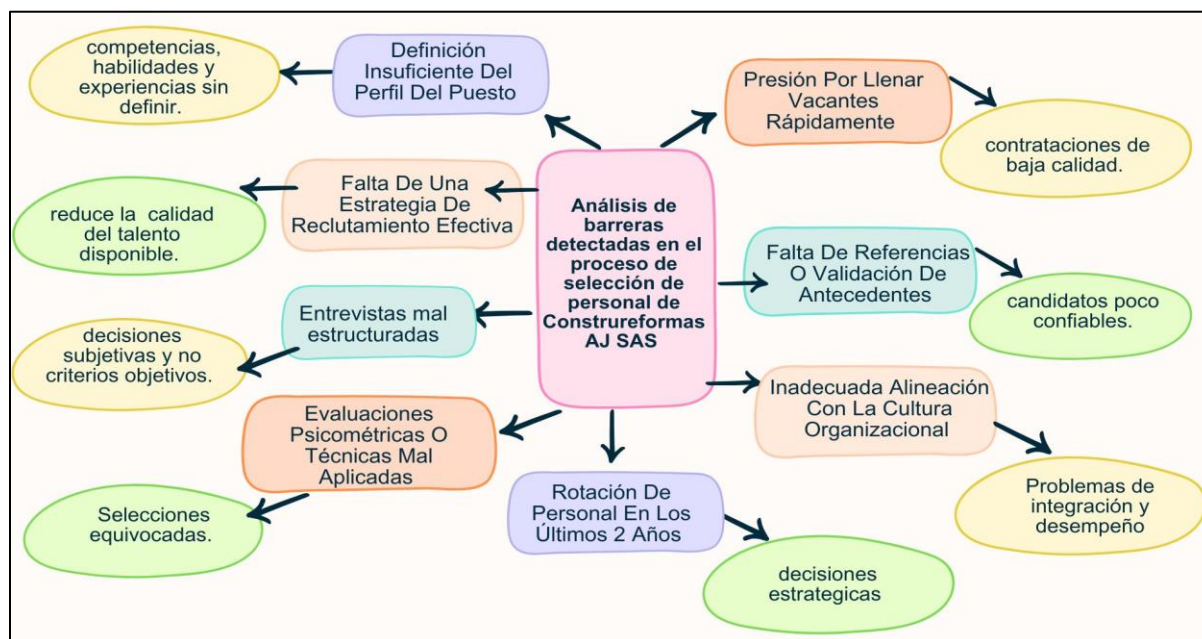 competencias,
habilidades y
experiencias sin
definir.
Definición
Insuficiente Del
Perfil Del Puesto
Presión Por Llenar
Vacantes
Rápidamente
contrataciones de
baja calidad.
reduce la calidad
del talento
disponible.
Falta De Una
Estrategia De
Reclutamiento Efectiva
Análisis de
barreras
detectadas en el
proceso de
selección de
personal de
Construreformas
AJ SAS
Falta De Referencias
O Validación De
Antecedentes
candidatos poco
confiables.
decisiones
subjetivas y no
criterios objetivos.
Entrevistas mal
estructuradas
Inadecuada Alineación
Con La Cultura
Organizacional
Problemas de
integración y
desempeño
Evaluaciones
Psicométricas O
Técnicas Mal
Aplicadas
Selecciones
equivocadas.
Rotación De
Personal En Los
Últimos 2 Años
decisiones
estrategicas